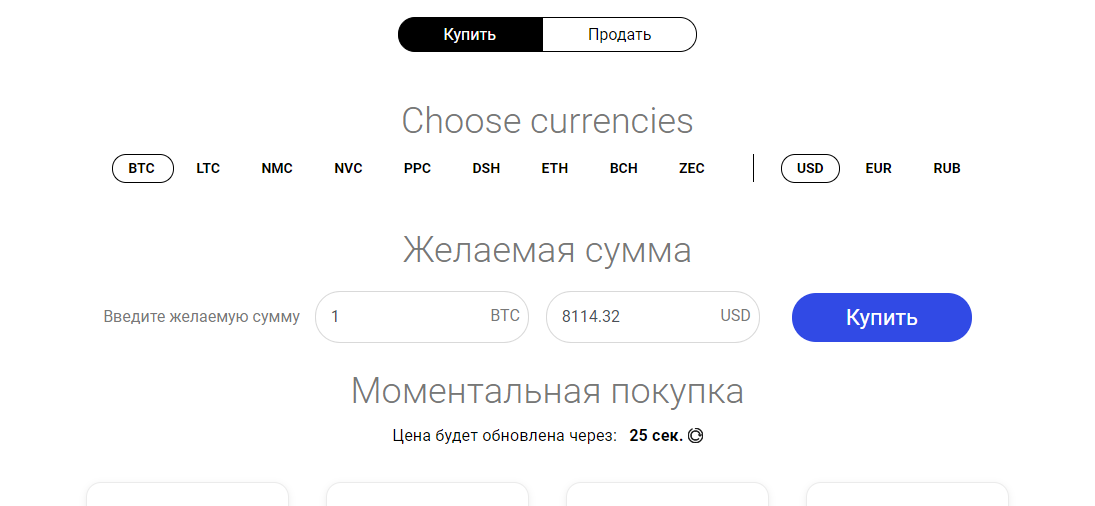 Купить Продать
Choose currencies
BTC LTC NMC NVC PPC DSH ETH BCH ZEC USD EUR RUB
Желаемая сумма
Введите желаемую сумму 1 BTC 8114.32 USD Купить
Моментальная покупка
Цена будет обновлена через: 25 сек.